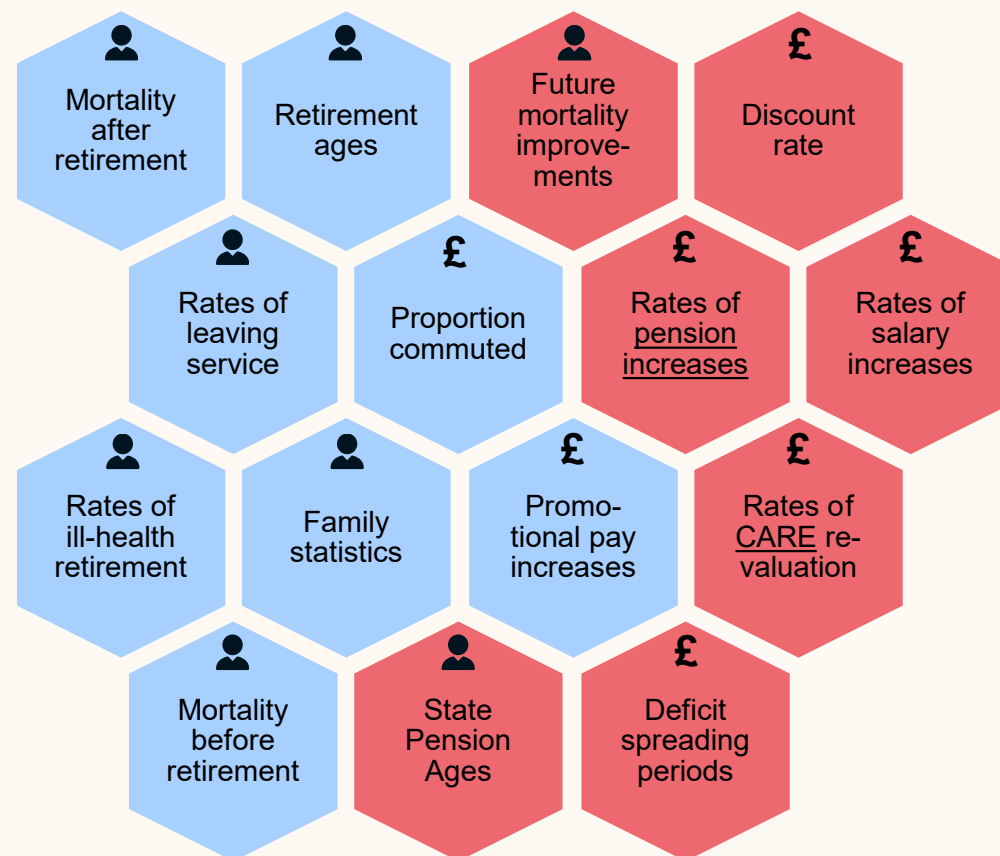 Mortality
after
retirement
Retirement
ages
Future
mortality
improve-
ments
£
Discount
rate
Rates of
leaving
service
£
Proportion
commuted
£
Rates of
pension
increases
£
Rates of
salary
increases
Rates of
ill-health
retirement
Family
statistics
£
Promo-
tional pay
increases
£
Rates of
CARE re-
valuation
Mortality
before
retirement
State
Pension
Ages
£
Deficit
spreading
periods